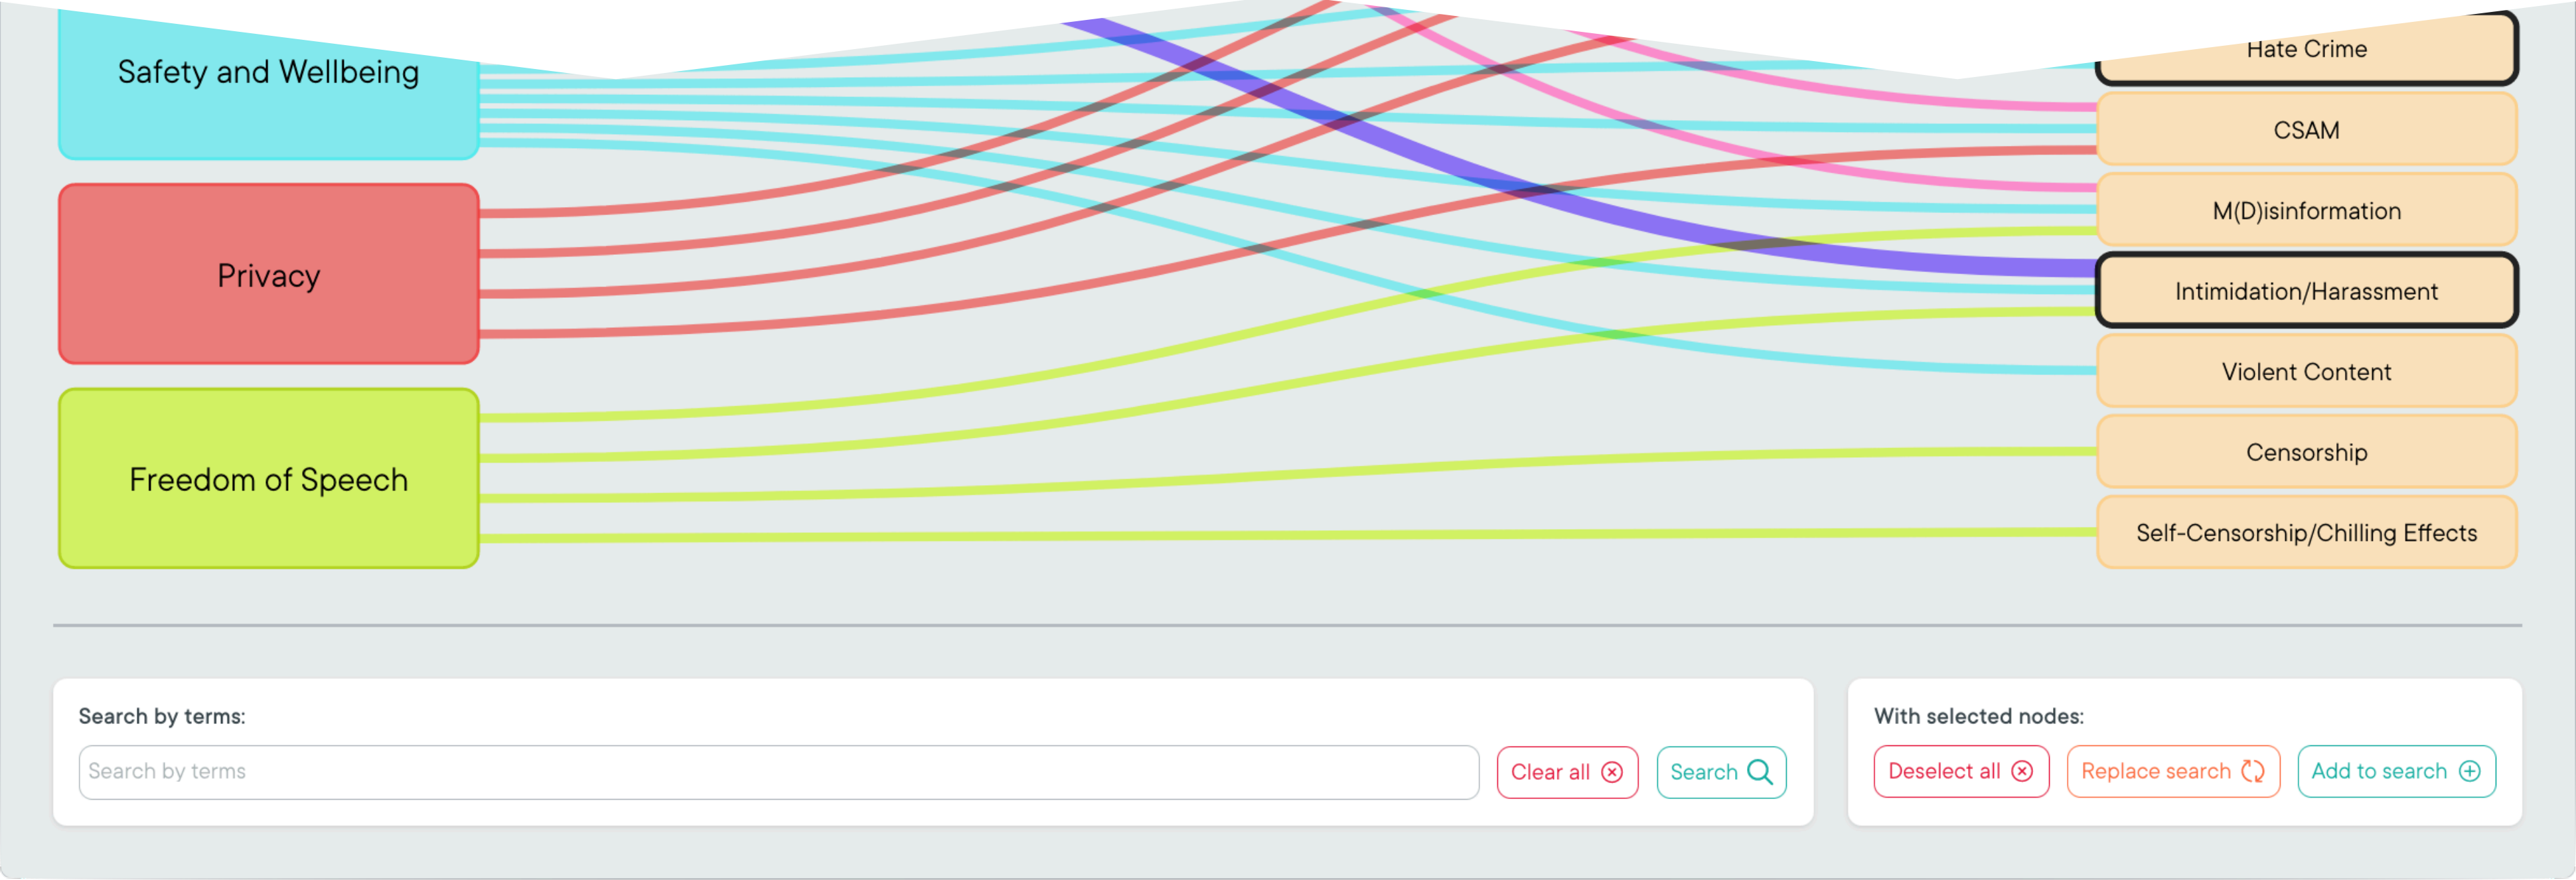 Safety and Wellbeing
Privacy
Freedom of Speech
Hate Crime
CSAM
M(D)isinformation
Intimidation/Harassment
Violent Content
Censorship
Self-Censorship/Chilling Effects
Search by terms:
Search by terms
Clear all
Search
With selected nodes:
Deselect all
Replace search
Add to search